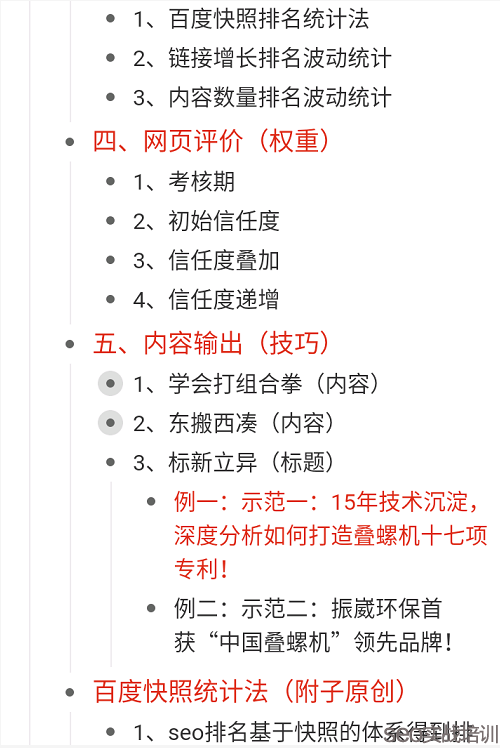 1、百度快照排名统计法
2、链接增长排名波动统计
3、内容数量排名波动统计
四、网页评价（权重）
1、考核期
2、初始信任度
3、信任度叠加
4、信任度递增
五、内容输出（技巧）
1、学会打组合拳（内容）
2、东搬西凑（内容）
3、标新立异（标题）
例一：示范一：15年技术沉淀，
深度分析如何打造叠螺机十七项
专利！
例二：示范二：振崴环保首
获“中国叠螺机”领先品牌！
百度快照统计法（附子原创）
1、seo排名基于快照的体系得到排